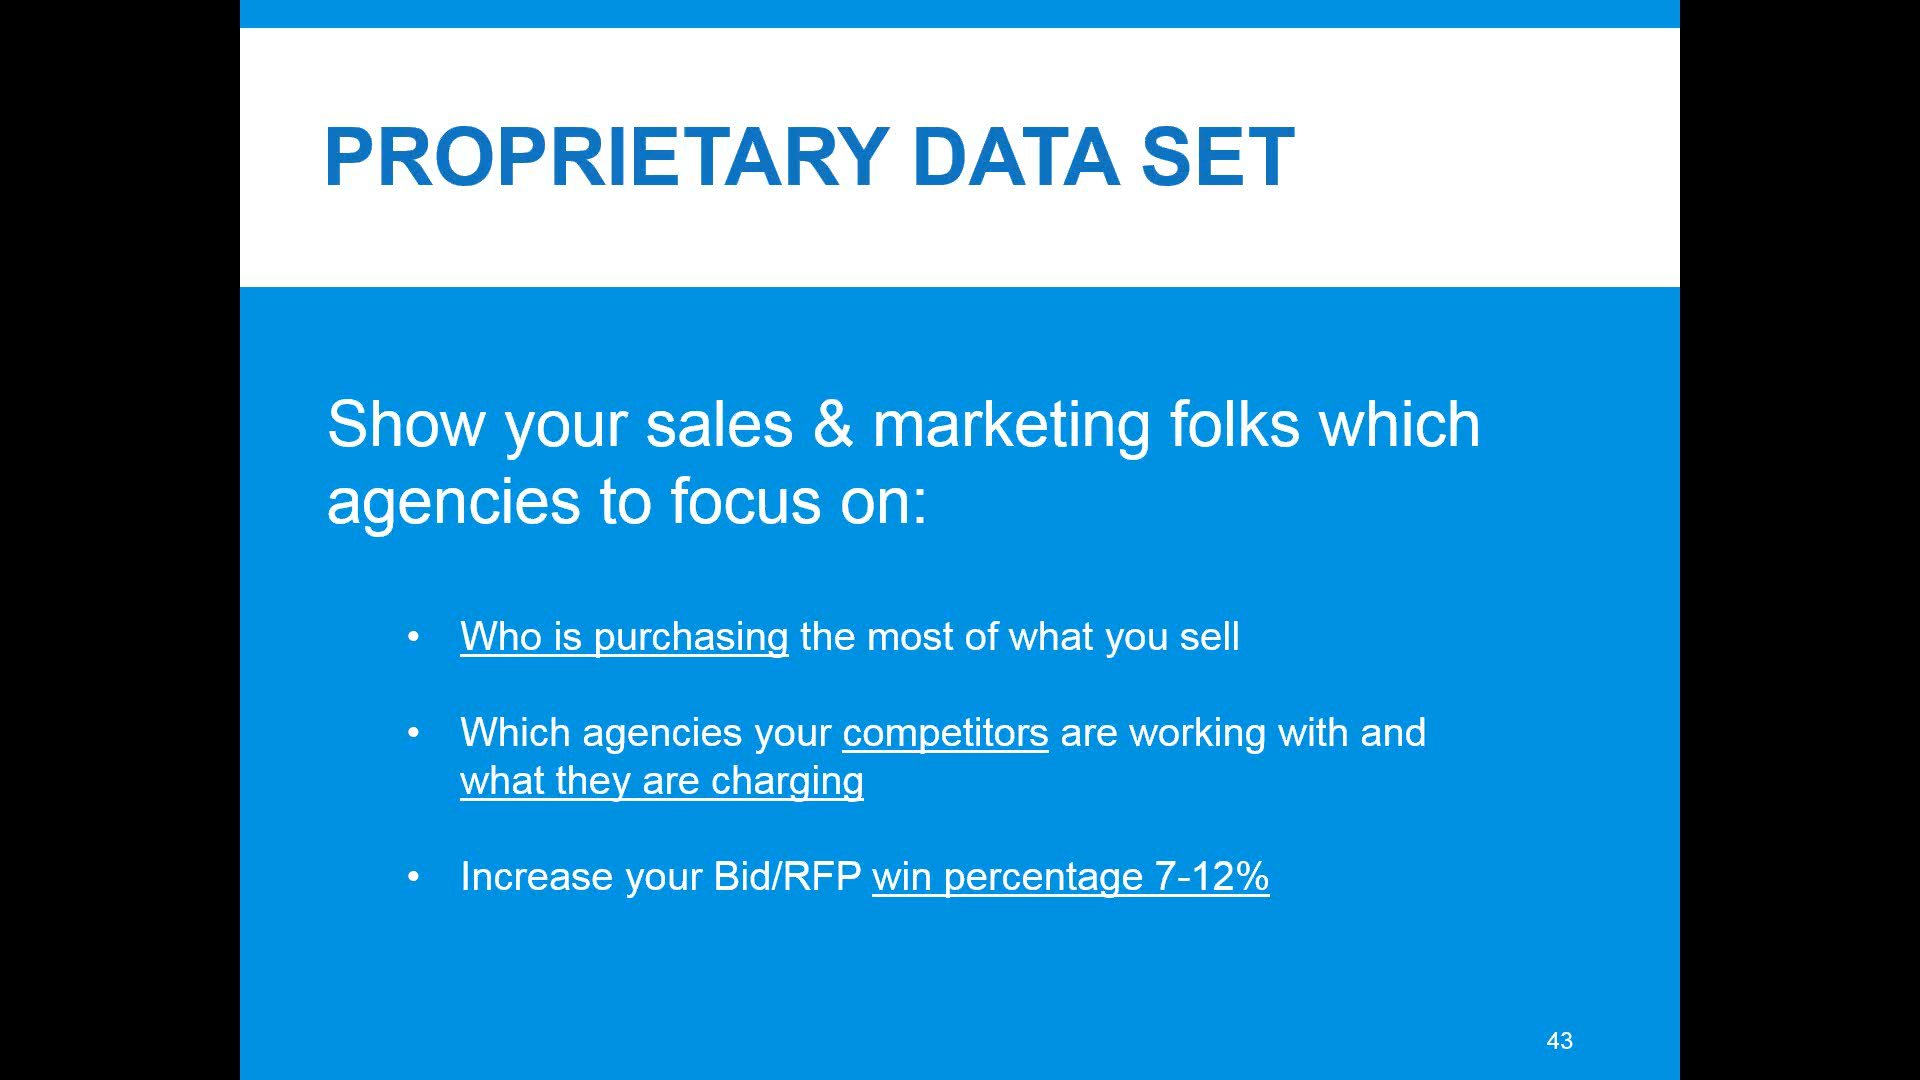 PROPRIETARY DATA SET
Show your sales & marketing folks which
agencies to focus on:
• Who is purchasing the most of what you sell
• Which agencies your competitors are working with and
what they are charging
• Increase your Bid/RFP win percentage 7-12%
43